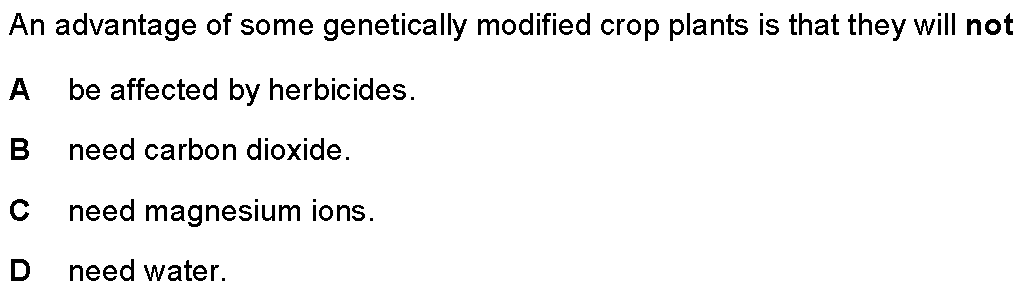 An advantage of some genetically modified crop plants is that they will not
A be affected by herbicides.
B need carbon dioxide.
C need magnesium ions.
D need water.